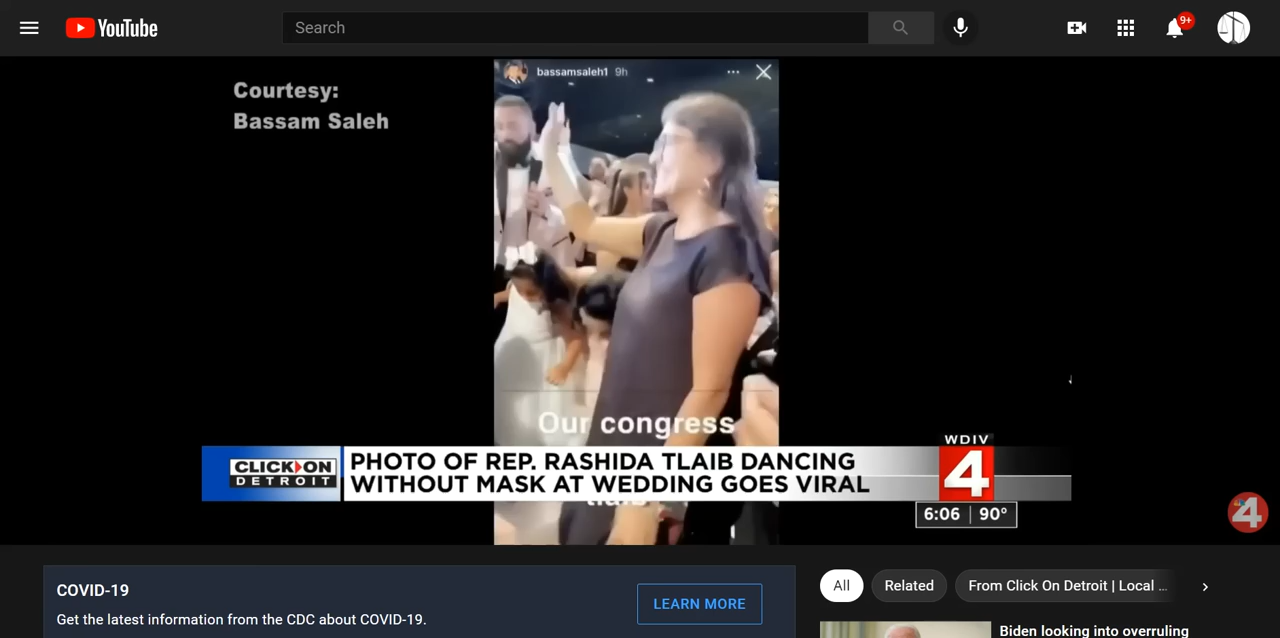 YouTube
Search
9+
Courtesy:
Bassam Saleh
bassamsaleh1 9h
Our congress
CLICK ON
DETROIT
PHOTO OF REP. RASHIDA TLAIB DANCING
WITHOUT MASK AT WEDDING GOES VIRAL
WDIV
4
6:06 | 90°
4
COVID-19
Get the latest information from the CDC about COVID-19.
LEARN MORE
All
Related
From Click On Detroit | Local ...
Biden looking into overruling